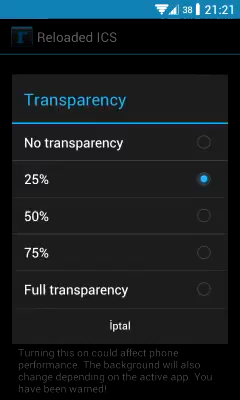 38 21:21
Reloaded ICS
Transparency
No transparency
25%
50%
75%
Full transparency
İptal
Turning this on could affect phone
performance. The background will also
change depending on the active app. You
have been warned!